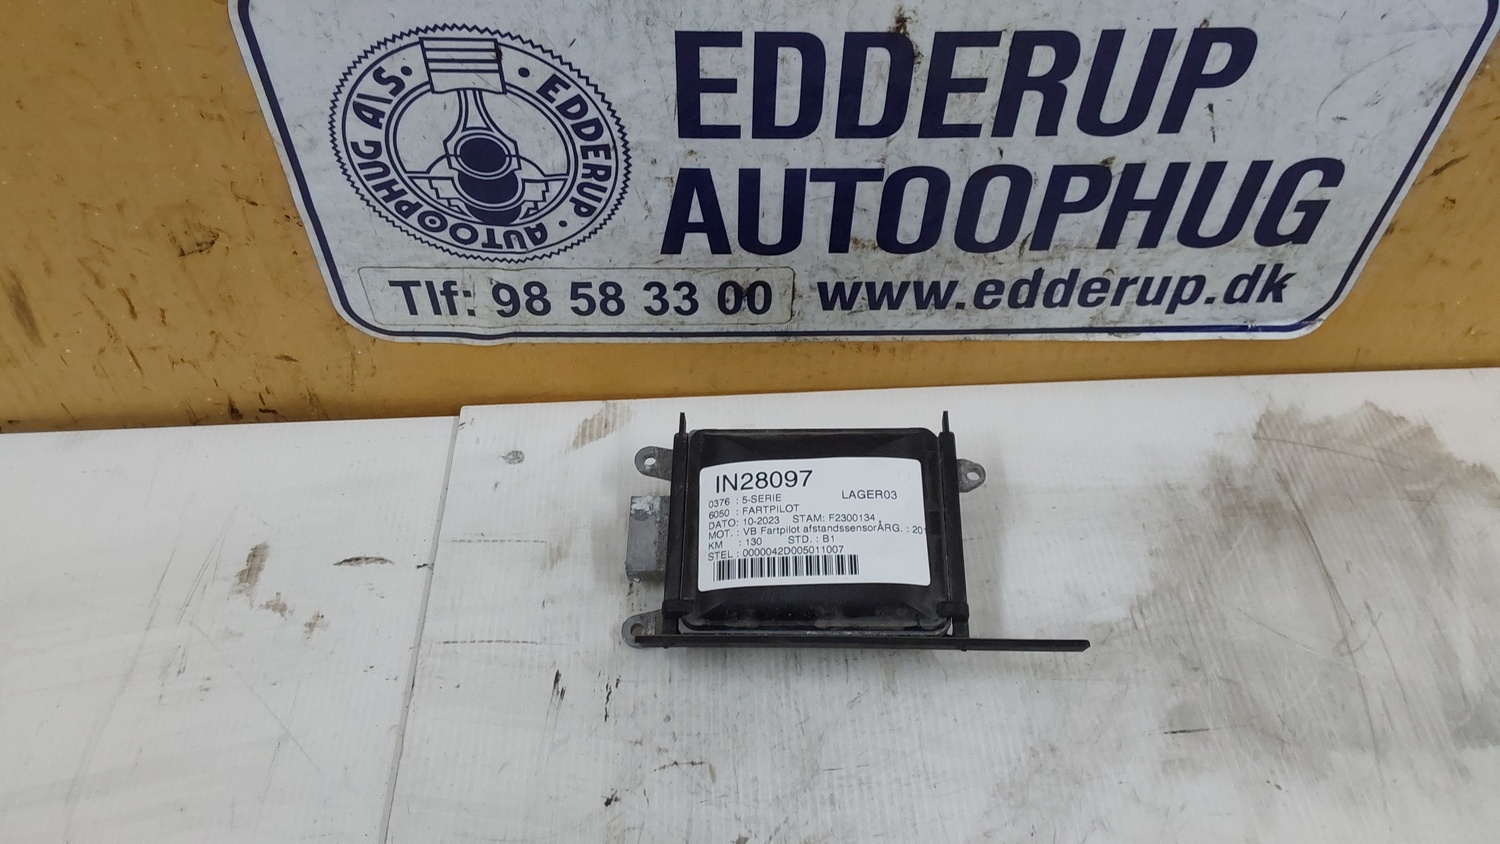 EDDERUP AUTOOPHUG A/S
EDDERUP
AUTOOPHUG
Tlf: 98 58 33 00 www.edderup.dk
IN28097
0376 : 5-SERIE LAGER03
6050 : FARTPILOT
DATO: 10-2023 STAM: F2300134
MOT. : VB Fartpilot afstandssensorÅRG. : 20
KM : 130 STD. : B1
STEL : 0000042D005011007